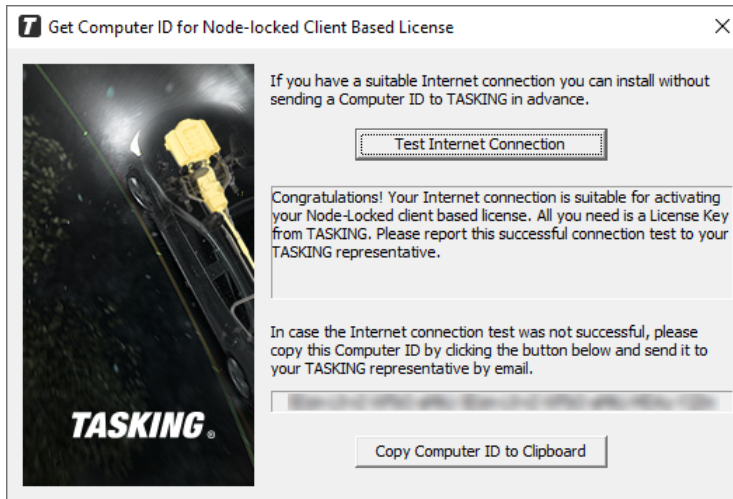 T Get Computer ID for Node-locked Client Based License
If you have a suitable Internet connection you can install without
sending a Computer ID to TASKING in advance.
Test Internet Connection
Congratulations! Your Internet connection is suitable for activating
your Node-Locked client based license. All you need is a License Key
from TASKING. Please report this successful connection test to your
TASKING representative.
In case the Internet connection test was not successful, please
copy this Computer ID by clicking the button below and send it to
your TASKING representative by email.
TASKING®
Copy Computer ID to Clipboard